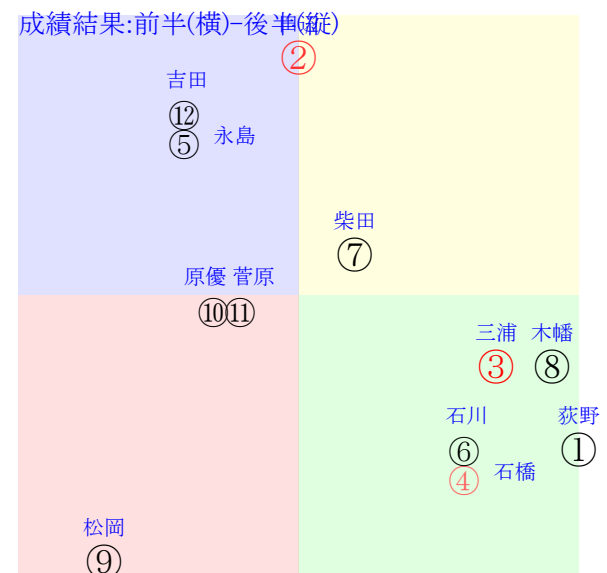 成績結果:前半(横)-後半(縦)
②
吉田
⑫
⑤ 永島
柴田
⑦
原優 菅原
⑩⑪
三浦 木幡
③ ⑧
石川 荻野
⑥ ①
④ 石橋
松岡
⑨